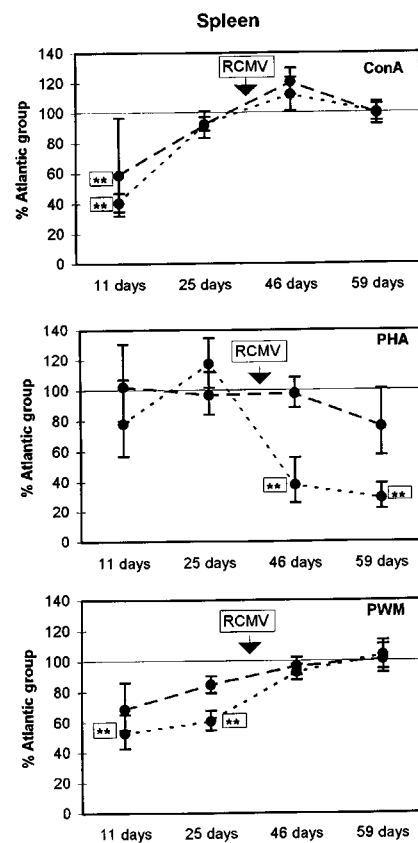 Spleen
140
120
100
80
60
40
20
0
% Atlantic group
RCMV
ConA
**
**
11 days 25 days 46 days 59 days
140
120
100
80
60
40
20
0
% Atlantic group
RCMV
PHA
** **
11 days 25 days 46 days 59 days
140
120
100
80
60
40
20
0
% Atlantic group
RCMV
PWM
** **
11 days 25 days 46 days 59 days